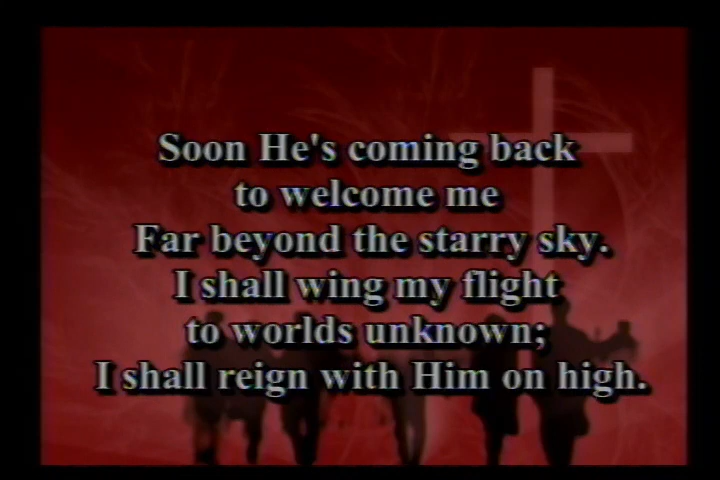 Soon He's coming back
to welcome me
Far beyond the starry sky.
I shall wing my flight
to worlds unknown;
I shall reign with Him on high.